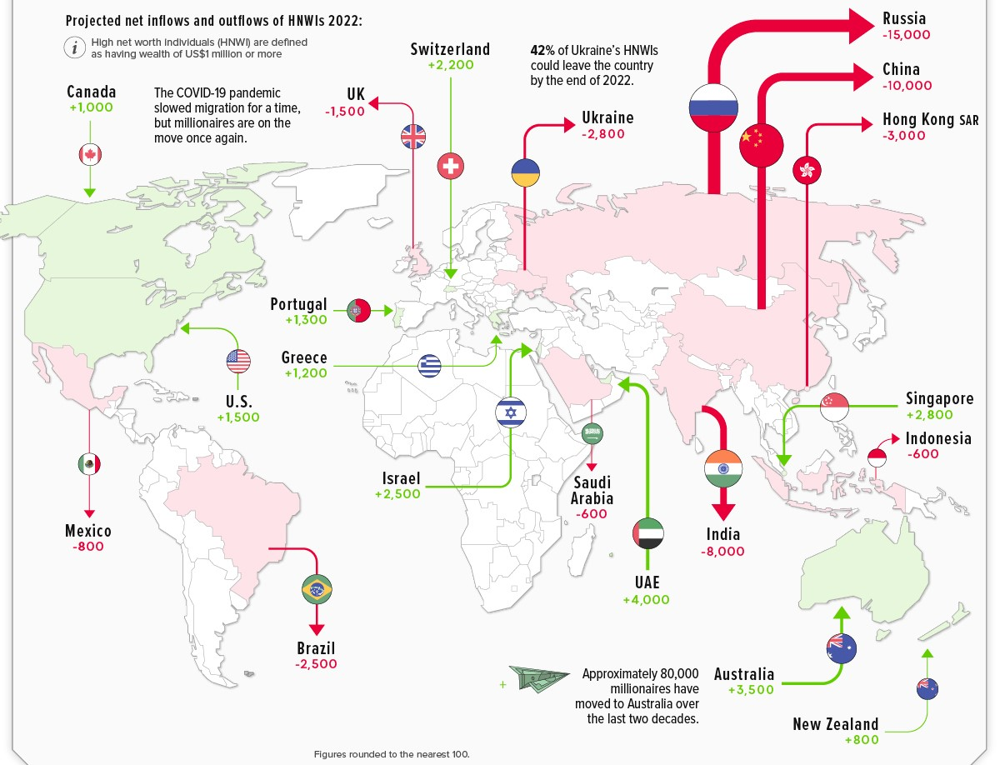 Projected net inflows and outflows of HNWIs 2022:
i
High net worth individuals (HNWI) are defined
as having wealth of US$1 million or more
Canada
+1,000
The COVID-19 pandemic
slowed migration for a time,
but millionaires are on the
move once again.
UK
-1,500
Switzerland
+2,200
42% of Ukraine's HNWIs
could leave the country
by the end of 2022.
Ukraine
-2,800
Russia
-15,000
China
-10,000
Hong Kong SAR
-3,000
Portugal
+1,300
Greece
+1,200
U.S.
+1,500
Singapore
+2,800
Indonesia
-600
Israel
+2,500
Saudi
Arabia
-600
Mexico
-800
India
-8,000
UAE
+4,000
Brazil
-2,500
+
Approximately 80,000
millionaires have
moved to Australia over
the last two decades.
Australia
+3,500
New Zealand
+800
Figures rounded to the nearest 100.